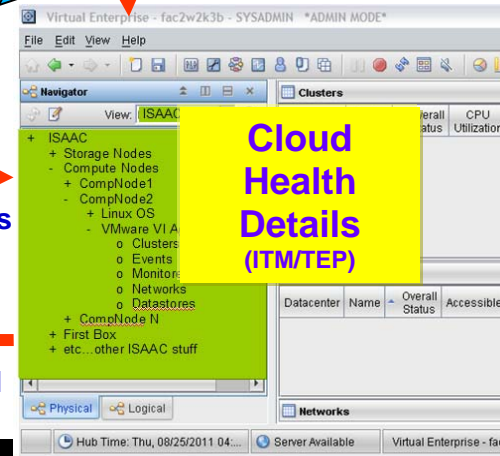 Virtual Enterprise - fac2w2k3b - SYSADMIN *ADMIN MODE*
File Edit View Help
Navigator
View: ISAAC
+ ISAAC
+ Storage Nodes
- Compute Nodes
+ CompNode1
- CompNode2
+ Linux OS
- VMware VI
o Clusters
o Events
o Networks
o Datastores
+ CompNode N
+ First Box
+ etc...other ISAAC stuff
Physical Logical
Clusters
CPU
Utilization
Cloud
Health
Details
(ITM/TEP)
Datacenter Name Overall Status Accessible
Networks
Hub Time: Thu, 08/25/2011 04:... Server Available Virtual Enterprise - fac